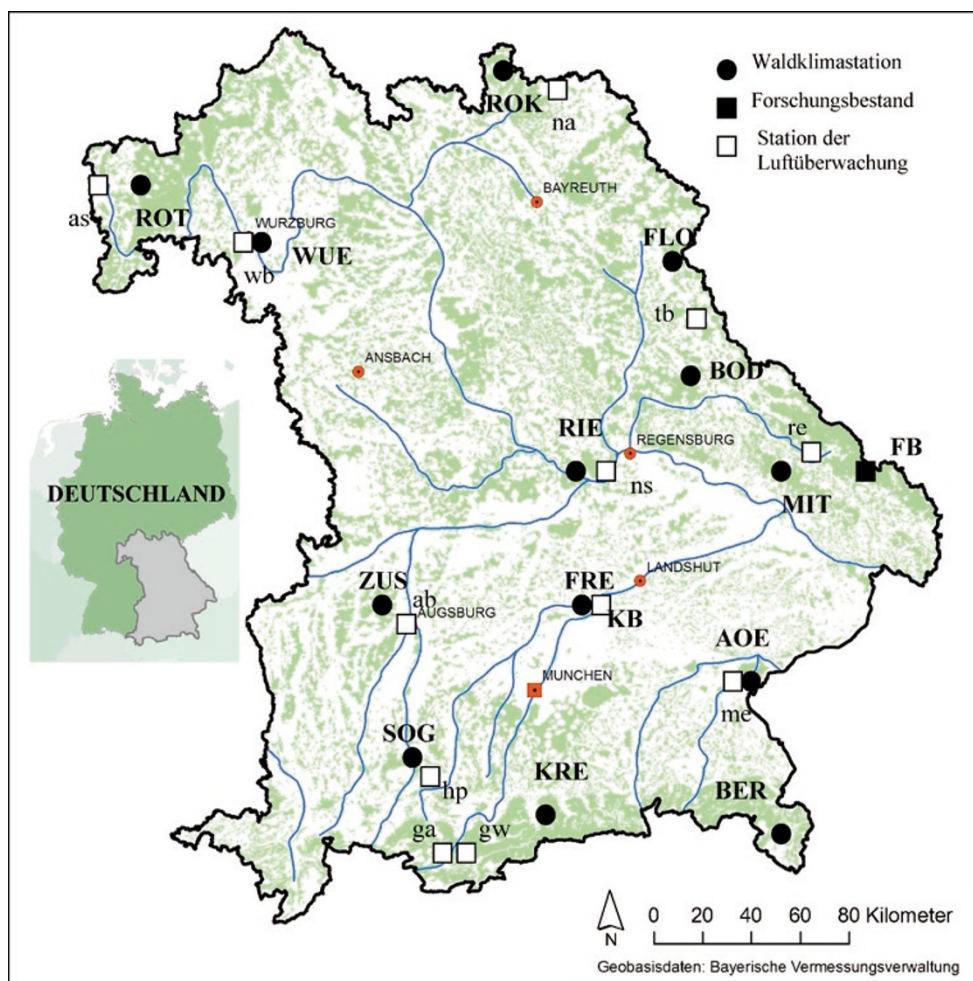 Waldklimastation
Forschungsbestand
Station der
Luftüberwachung
ROK
na
BAYREUTH
as
ROT
WURZBURG
WUE
wb
FLO
tb
ANSBACH
BOD
RIE
REGENSBURG
re
FB
ns
MIT
DEUTSCHLAND
ZUS
ab
AUGSBURG
FRE
LANDSHUT
KB
AOE
MUNCHEN
me
SOG
hp
KRE
BER
ga
gw
N
0 20 40 60 80 Kilometer
Geobasisdaten: Bayerische Vermessungsverwaltung